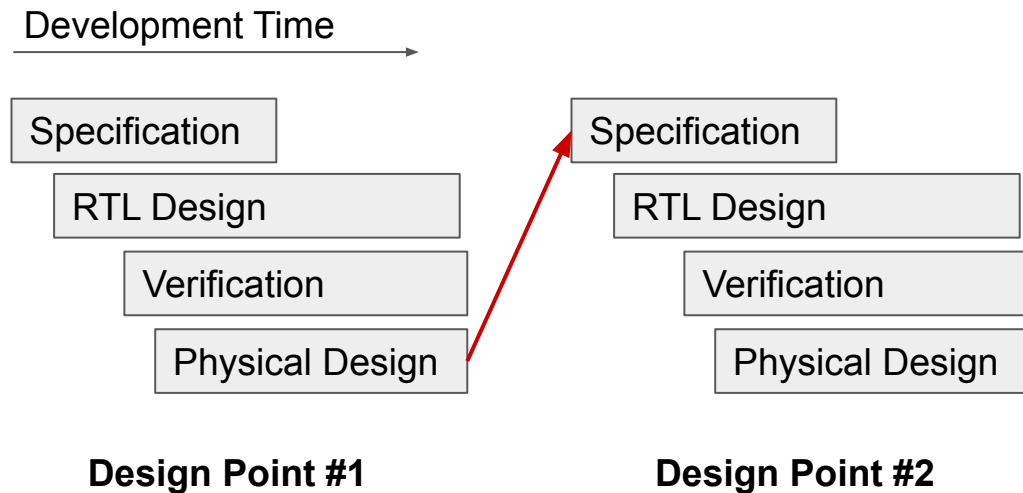 Development Time
Specification
RTL Design
Verification
Physical Design
Design Point #1
Specification
RTL Design
Verification
Physical Design
Design Point #2